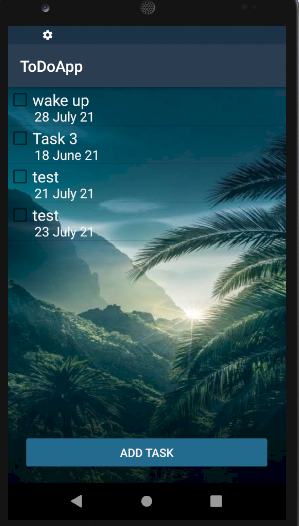 ToDoApp
wake up
28 July 21
Task 3
18 June 21
test
21 July 21
test
23 July 21
ADD TASK